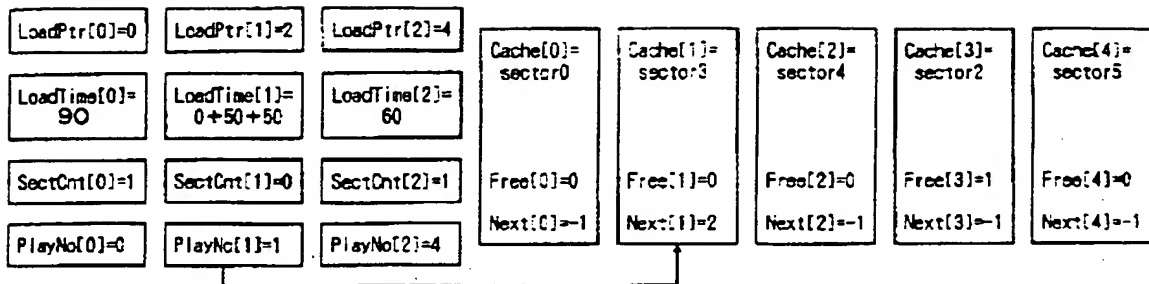 LoadPtr[0]=0
LoadPtr[1]=2
LoadPtr[2]=4
LoadTime[0]=
90
LoadTime[1]=
0+50+50
LoadTime[2]=
60
SectCnt[0]=1
SectCnt[1]=0
SectCnt[2]=1
PlayNo[0]=0
PlayNo[1]=1
PlayNo[2]=4
Cache[0]=
sector0
Free[0]=0
Next[0]=-1
Cache[1]=
sector3
Free[1]=0
Next[1]=2
Cache[2]=
sector4
Free[2]=0
Next[2]=-1
Cache[3]=
sector2
Free[3]=1
Next[3]=-1
Cache[4]=
sector5
Free[4]=0
Next[4]=-1